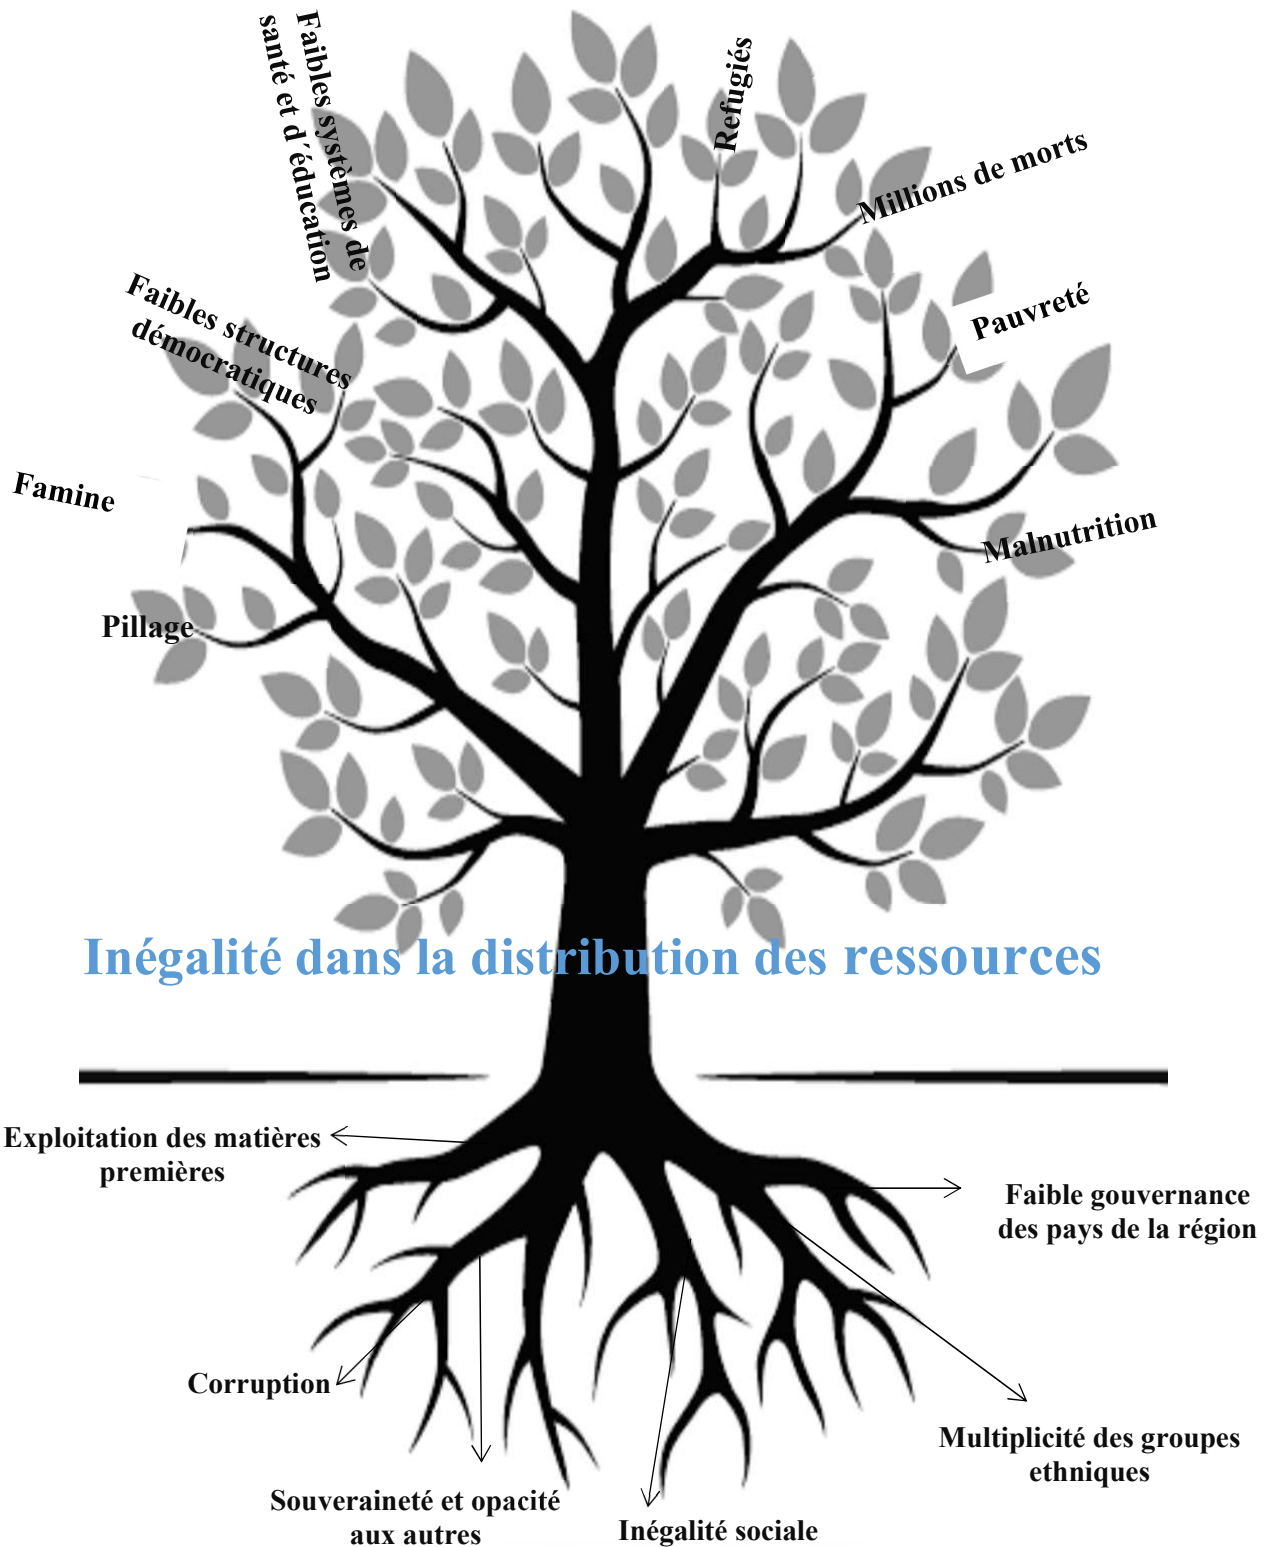 Faibles systèmes de
santé et d´éducation
Refugiés
Millions de morts
Faibles structures
démocratiques
Pauvreté
Famine
Malnutrition
Pillage
Inégalité dans la distribution des ressources
Exploitation des matières
premières
Faible gouvernance
des pays de la région
Corruption
Multiplicité des groupes
ethniques
Souveraineté et opacité
aux autres
Inégalité sociale